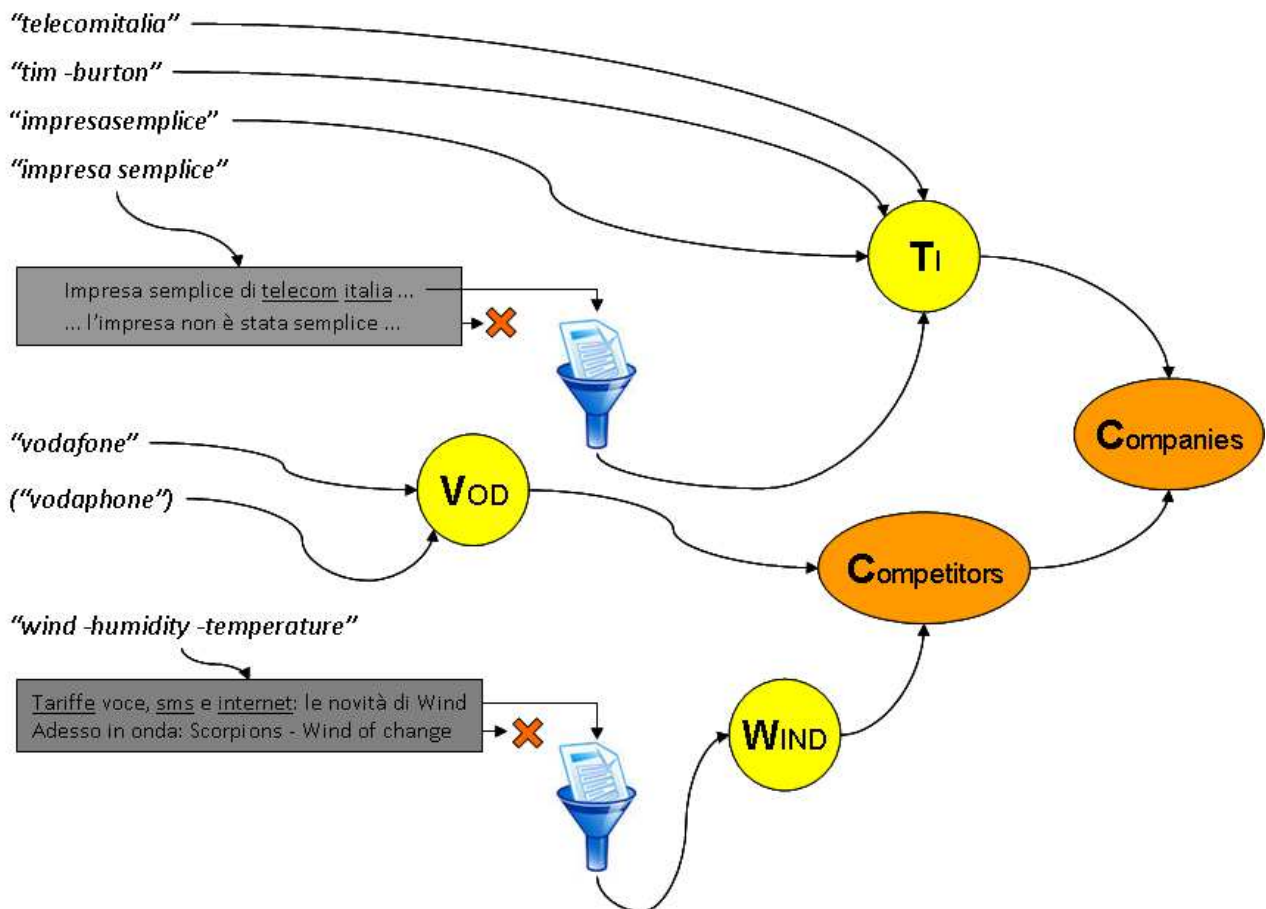 “telecomitalia”
“tim -burton”
“impresasemplice”
“impresa semplice”
TI
Impresa semplice di telecom italia ...
... l’impresa non è stata semplice ...
Companies
“vodafone”
(“vodaphone”)
VOD
Competitors
“wind -humidity -temperature”
Tariffe voce, sms e internet: le novità di Wind
Adesso in onda: Scorpions - Wind of change
WIND